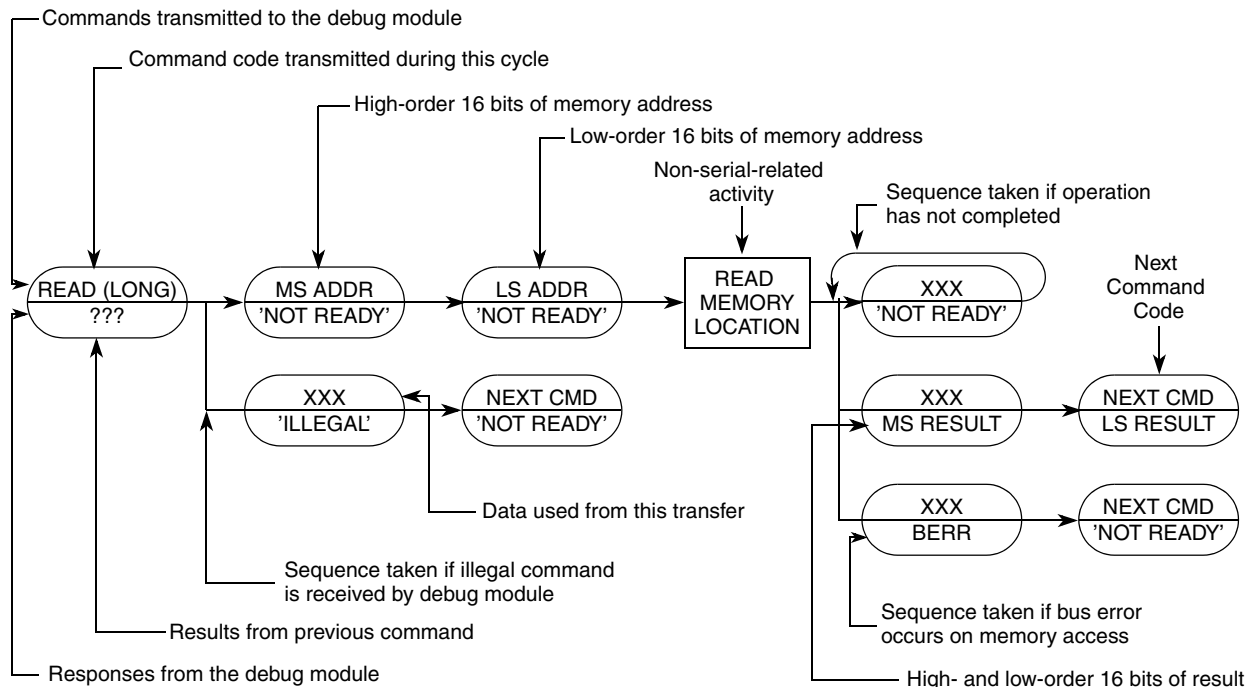 Commands transmitted to the debug module
Command code transmitted during this cycle
High-order 16 bits of memory address
Low-order 16 bits of memory address
Non-serial-related
activity
Sequence taken if operation
has not completed
Next
Command
Code
READ (LONG)
???
MS ADDR
'NOT READY'
LS ADDR
'NOT READY'
READ
MEMORY
LOCATION
XXX
'NOT READY'
XXX
'ILLEGAL'
NEXT CMD
'NOT READY'
XXX
MS RESULT
NEXT CMD
LS RESULT
Data used from this transfer
XXX
BERR
NEXT CMD
'NOT READY'
Sequence taken if illegal command
is received by debug module
Sequence taken if bus error
occurs on memory access
Results from previous command
Responses from the debug module
High- and low-order 16 bits of result